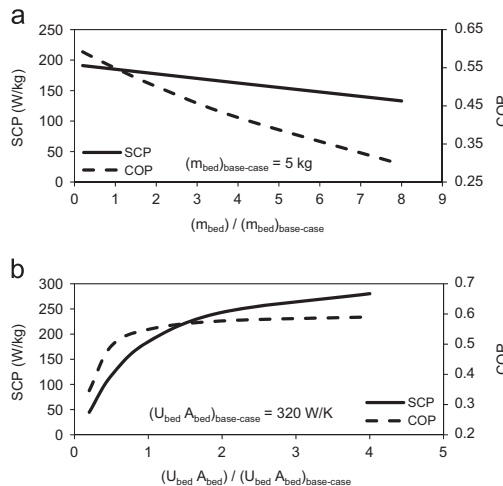 a
250
200
150
100
50
0
SCP (W/kg)
0.65
0.55
0.45
0.35
0.25
COP
SCP
COP
(m_bed)base-case = 5 kg
0 1 2 3 4 5 6 7 8 9
(m_bed) / (m_bed)base-case
b
300
250
200
150
100
50
0
SCP (W/kg)
0.7
0.6
0.5
0.4
0.3
0.2
COP
(U_bed A_bed)base-case = 320 W/K
SCP
COP
0 1 2 3 4 5
(U_bed A_bed) / (U_bed A_bed)base-case